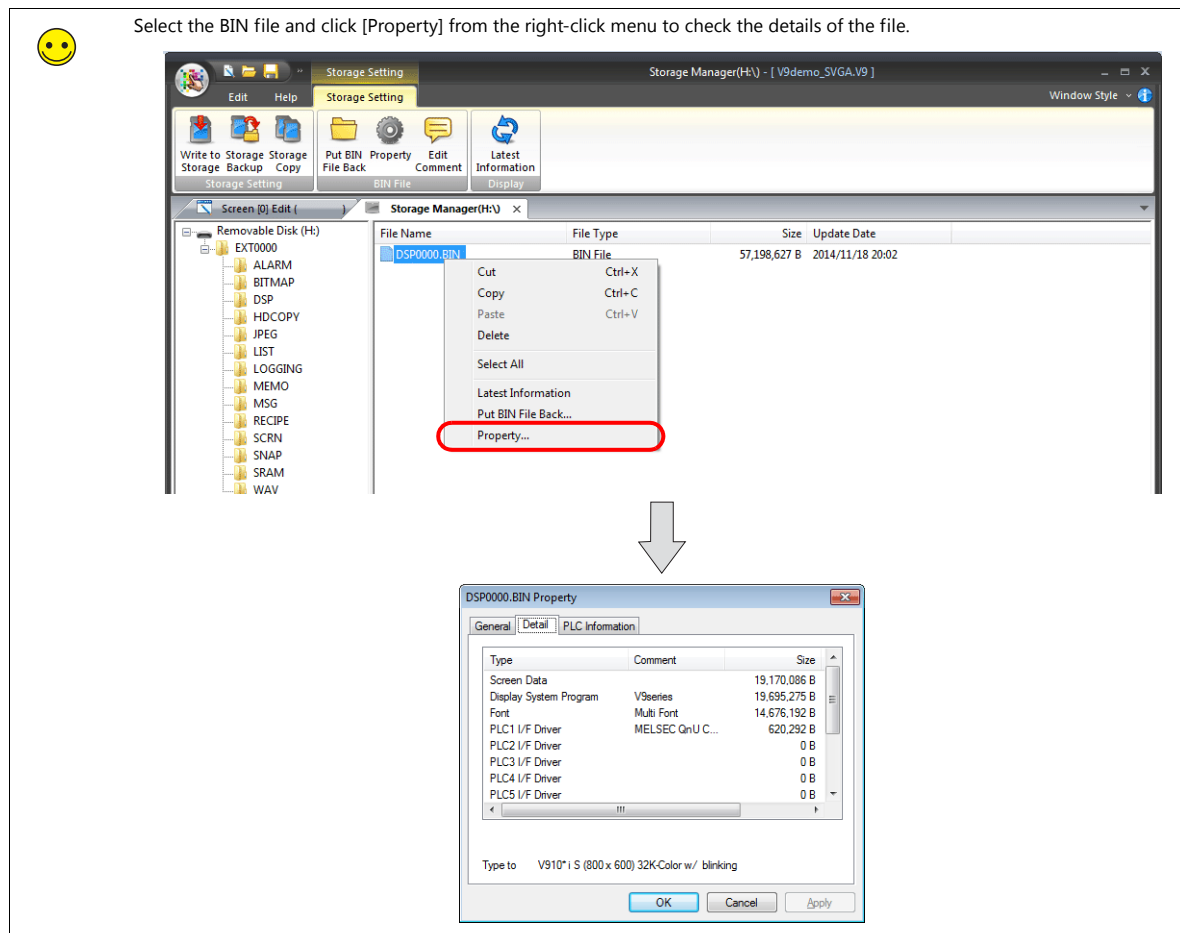 Select the BIN file and click [Property] from the right-click menu to check the details of the file.
Storage Setting
Storage Manager(H:\) - [ V9demo_SVGA.V9 ]
Edit Help Storage Setting Window Style
Write to Storage Storage Put BIN Property Edit Latest
Storage Backup Copy File Back Comment Information
Storage Setting BIN File Display
Screen [0] Edit ( ) Storage Manager(H:\) ×
Removable Disk (H:) File Name File Type Size Update Date
EXT0000 DSP0000.BIN BIN File 57,198,627 B 2014/11/18 20:02
ALARM
BITMAP
DSP
HDCOPY
JPEG
LIST
LOGGING
MEMO
MSG
RECIPE
SCRN
SNAP
SRAM
WAV
Cut Ctrl+X
Copy Ctrl+C
Paste Ctrl+V
Delete
Select All
Latest Information
Put BIN File Back...
Property...
DSP0000.BIN Property
General Detail PLC Information
Type Comment Size
Screen Data 19,170,086 B
Display System Program V9series 19,695,275 B
Font Multi Font 14,676,192 B
PLC1 I/F Driver MELSEC QnU C... 620,292 B
PLC2 I/F Driver 0 B
PLC3 I/F Driver 0 B
PLC4 I/F Driver 0 B
PLC5 I/F Driver 0 B
Type to V910* i S (800 x 600) 32K-Color w/ blinking
OK Cancel Apply